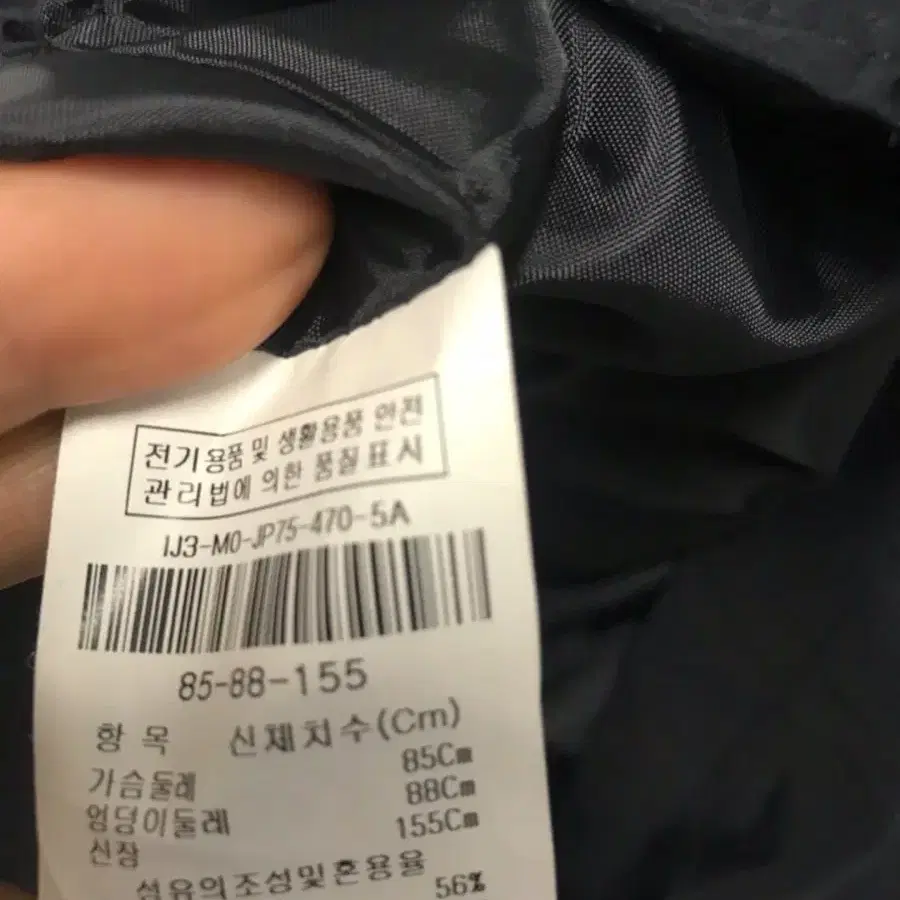 전기용품 및 생활용품 안전
관리법에 의한 품질표시
IJ3-M0-JP75-470-5A
85-88-155
항 목 신체치수(Cm)
가슴둘레 85Cm
엉덩이둘레 88Cm
신장 155Cm
섬유의조성및혼용율
56%